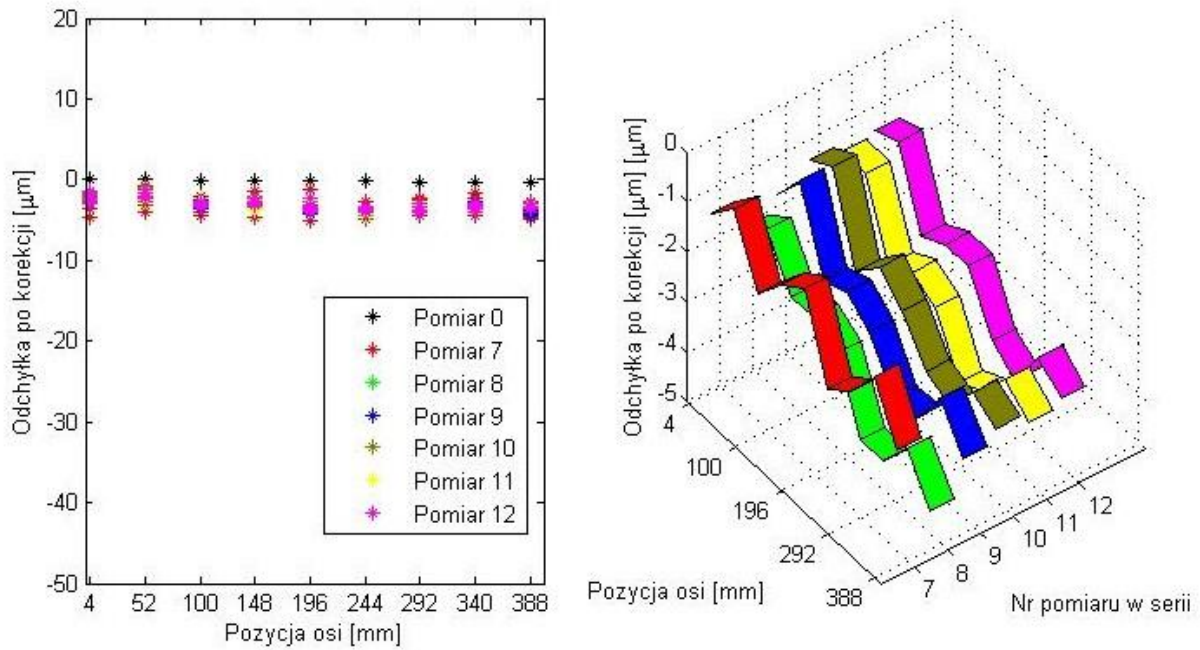 20
10
0
-10
-20
-30
-40
-50
Odchyłka po korekcji [μm]
4 52 100 148 196 244 292 340 388
Pozycja osi [mm]
Pomiar 0
Pomiar 7
Pomiar 8
Pomiar 9
Pomiar 10
Pomiar 11
Pomiar 12
0
-1
-2
-3
-4
-5
Odchyłka po korekcji [μm]
4
100
196
292
388
Pozycja osi [mm]
7
8
9
10
11
12
Nr pomiaru w serii